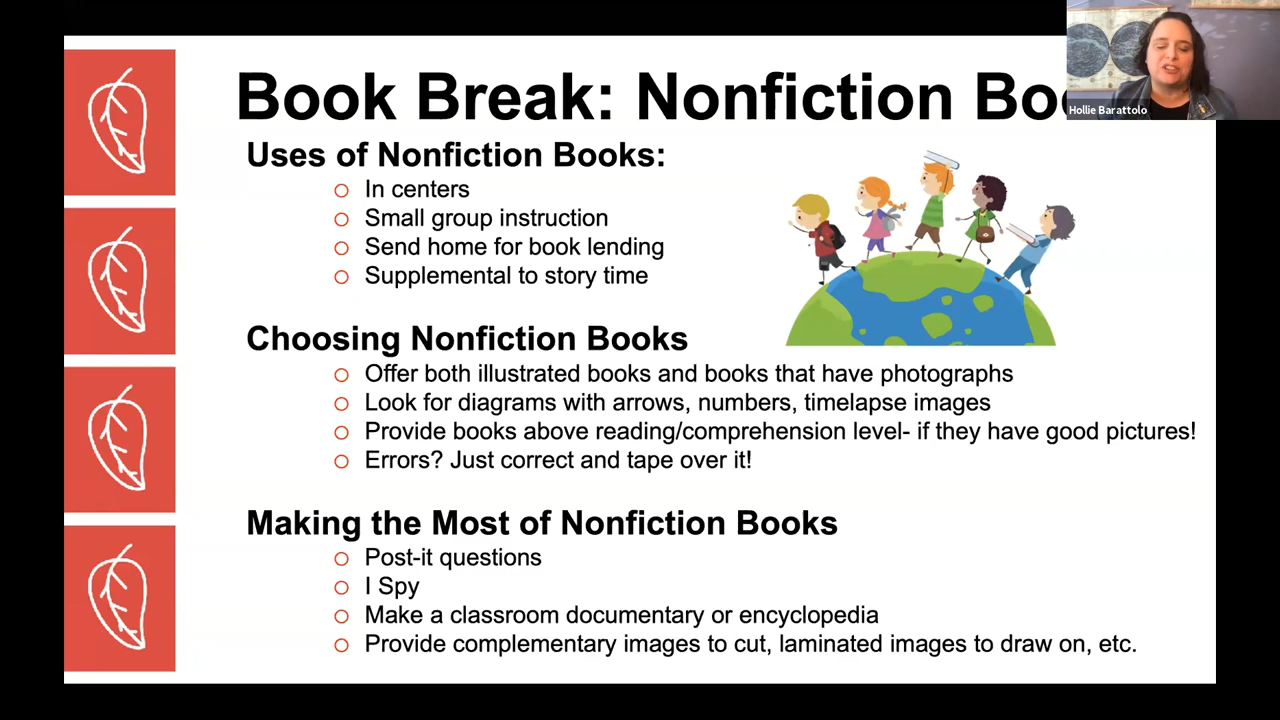 Book Break: Nonfiction
Hollie Barattolo
Uses of Nonfiction Books:
In centers
Small group instruction
Send home for book lending
Supplemental to story time
Choosing Nonfiction Books
Offer both illustrated books and books that have photographs
Look for diagrams with arrows, numbers, timelapse images
Provide books above reading/comprehension level- if they have good pictures!
Errors? Just correct and tape over it!
Making the Most of Nonfiction Books
Post-it questions
I Spy
Make a classroom documentary or encyclopedia
Provide complementary images to cut, laminated images to draw on, etc.